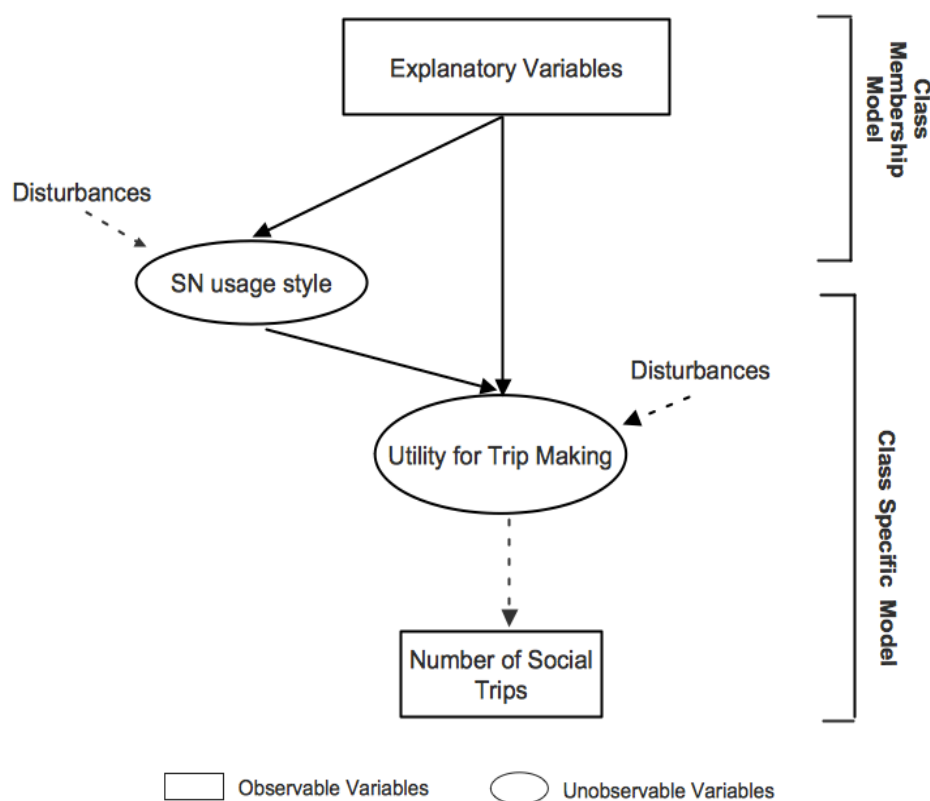 Explanatory Variables
Class
Membership
Model
Disturbances
SN usage style
Disturbances
Utility for Trip Making
Class Specific Model
Number of Social
Trips
Observable Variables
Unobservable Variables